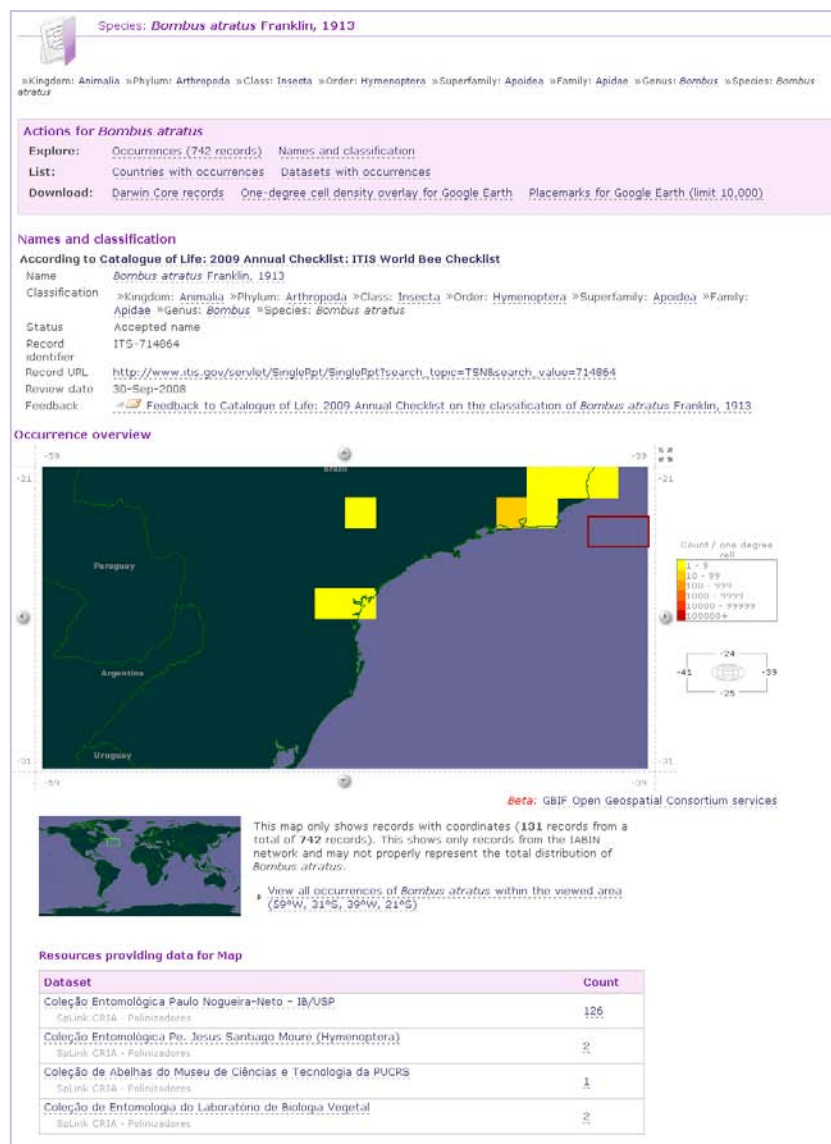 Species: Bombus atratus Franklin, 1913
»Kingdom: Animalia »Phylum: Arthropoda »Class: Insecta »Order: Hymenoptera »Superfamily: Apoidea »Family: Apidae »Genus: Bombus »Species: Bombus
atratus
Actions for Bombus atratus
Explore: Occurrences (742 records) Names and classification
List: Countries with occurrences Datasets with occurrences
Download: Darwin Core records One-degree cell density overlay for Google Earth Placemarks for Google Earth (limit 10,000)
Names and classification
According to Catalogue of Life: 2009 Annual Checklist: ITIS World Bee Checklist
Name Bombus atratus Franklin, 1913
Classification »Kingdom: Animalia »Phylum: Arthropoda »Class: Insecta »Order: Hymenoptera »Superfamily: Apoidea »Family:
Apidae »Genus: Bombus »Species: Bombus atratus
Status Accepted name
Record ITS-714864
identifier
Record URL http://www.itis.gov/servlet/SingleRpt/SingleRpt?search_topic=TSN&search_value=714864
Review date 30-Sep-2008
Feedback Feedback to Catalogue of Life: 2009 Annual Checklist on the classification of Bombus atratus Franklin, 1913
Occurrence overview
-59 -39
-21 Brazil -21
Paraguay
Argentina
Uruguay
-31 -31
-59 -39
Count / one degree
cell
1 - 9
10 - 99
100 - 999
1000 - 9999
10000 - 99999
100000+
-24
-41 -39
-25
Beta: GBIF Open Geospatial Consortium services
This map only shows records with coordinates (131 records from a
total of 742 records). This shows only records from the IABIN
network and may not properly represent the total distribution of
Bombus atratus.
View all occurrences of Bombus atratus within the viewed area
(59°W, 31°S, 39°W, 21°S)
Resources providing data for Map
Dataset Count
Coleção Entomológica Paulo Nogueira-Neto - IB/USP 126
SpLink CRIA - Polinizadores
Coleção Entomológica Pe. Jesus Santiago Moure (Hymenoptera) 2
SpLink CRIA - Polinizadores
Coleção de Abelhas do Museu de Ciências e Tecnologia da PUCRS 1
SpLink CRIA - Polinizadores
Coleção de Entomologia do Laboratório de Biologia Vegetal 2
SpLink CRIA - Polinizadores